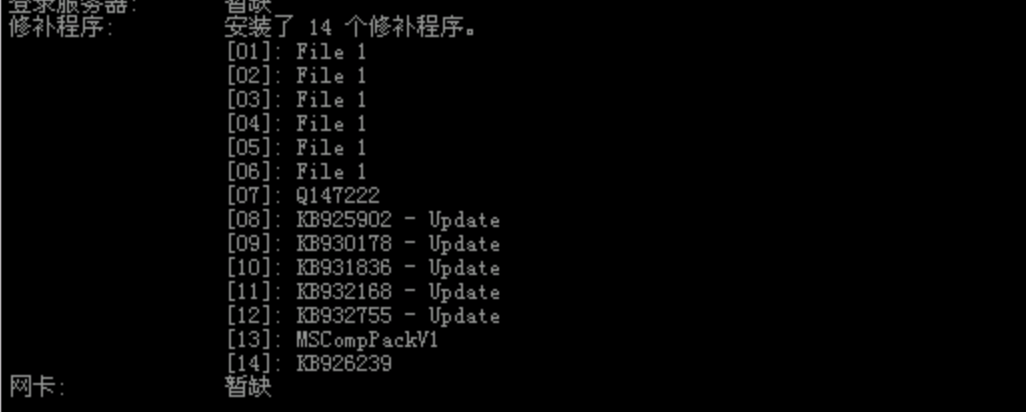 登录服务器: 暂缺
修补程序: 安装了 14 个修补程序。
[01]: File 1
[02]: File 1
[03]: File 1
[04]: File 1
[05]: File 1
[06]: File 1
[07]: Q147222
[08]: KB925902 - Update
[09]: KB930178 - Update
[10]: KB931836 - Update
[11]: KB932168 - Update
[12]: KB932755 - Update
[13]: MSCompPackV1
[14]: KB926239
网卡: 暂缺